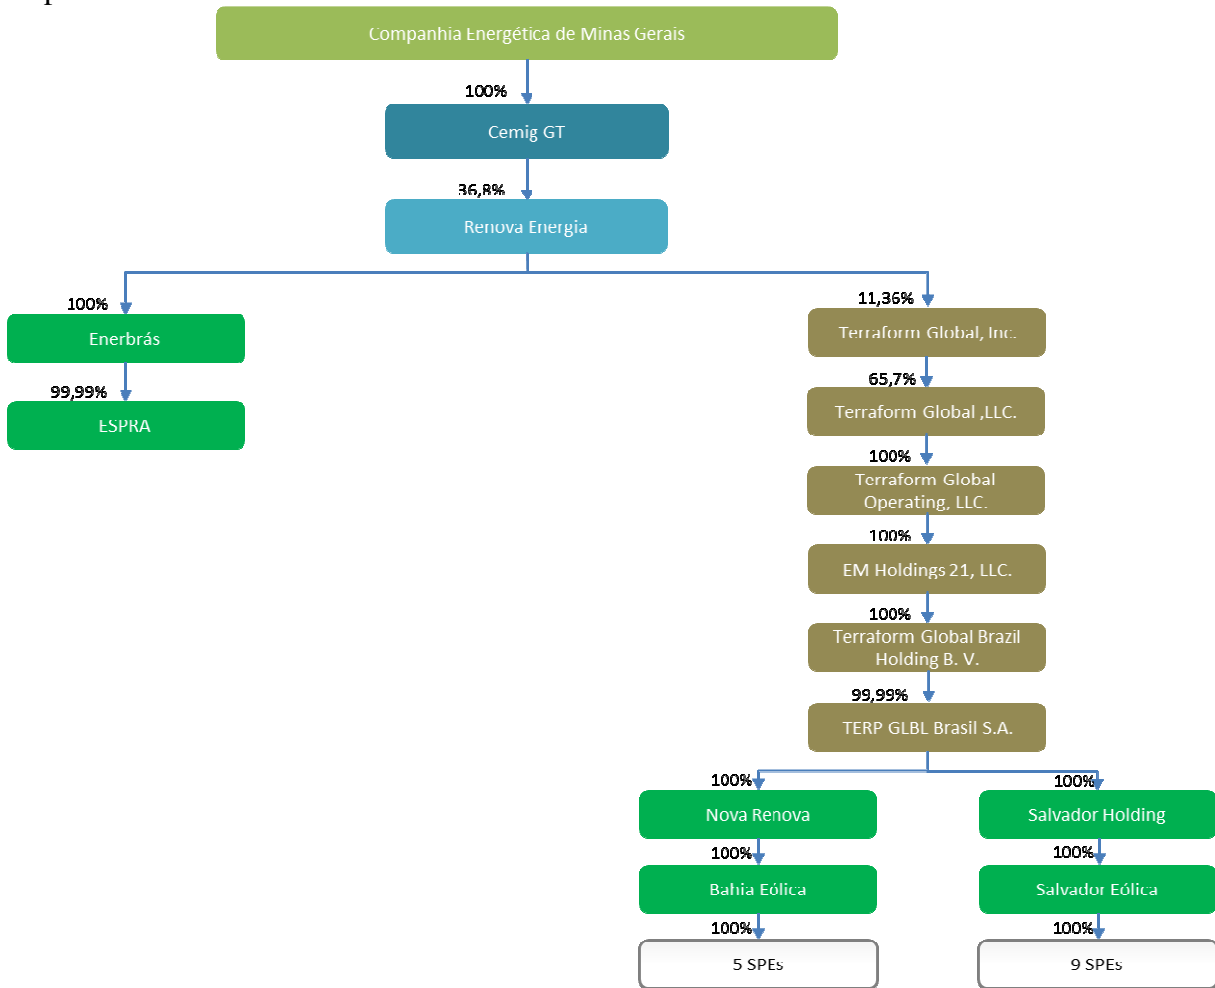 Companhia Energética de Minas Gerais
100%
Cemig GT
36,8%
Renova Energia
100%
11,36%
Enerbrás
Terraform Global, Inc.
99,99%
65,7%
ESPRA
Terraform Global ,LLC.
100%
Terraform Global
Operating, LLC.
100%
EM Holdings 21, LLC.
100%
Terraform Global Brazil
Holding B. V.
99,99%
TERP GLBL Brasil S.A.
100%
100%
Nova Renova
Salvador Holding
100%
100%
Bahia Eólica
Salvador Eólica
100%
100%
5 SPEs
9 SPEs